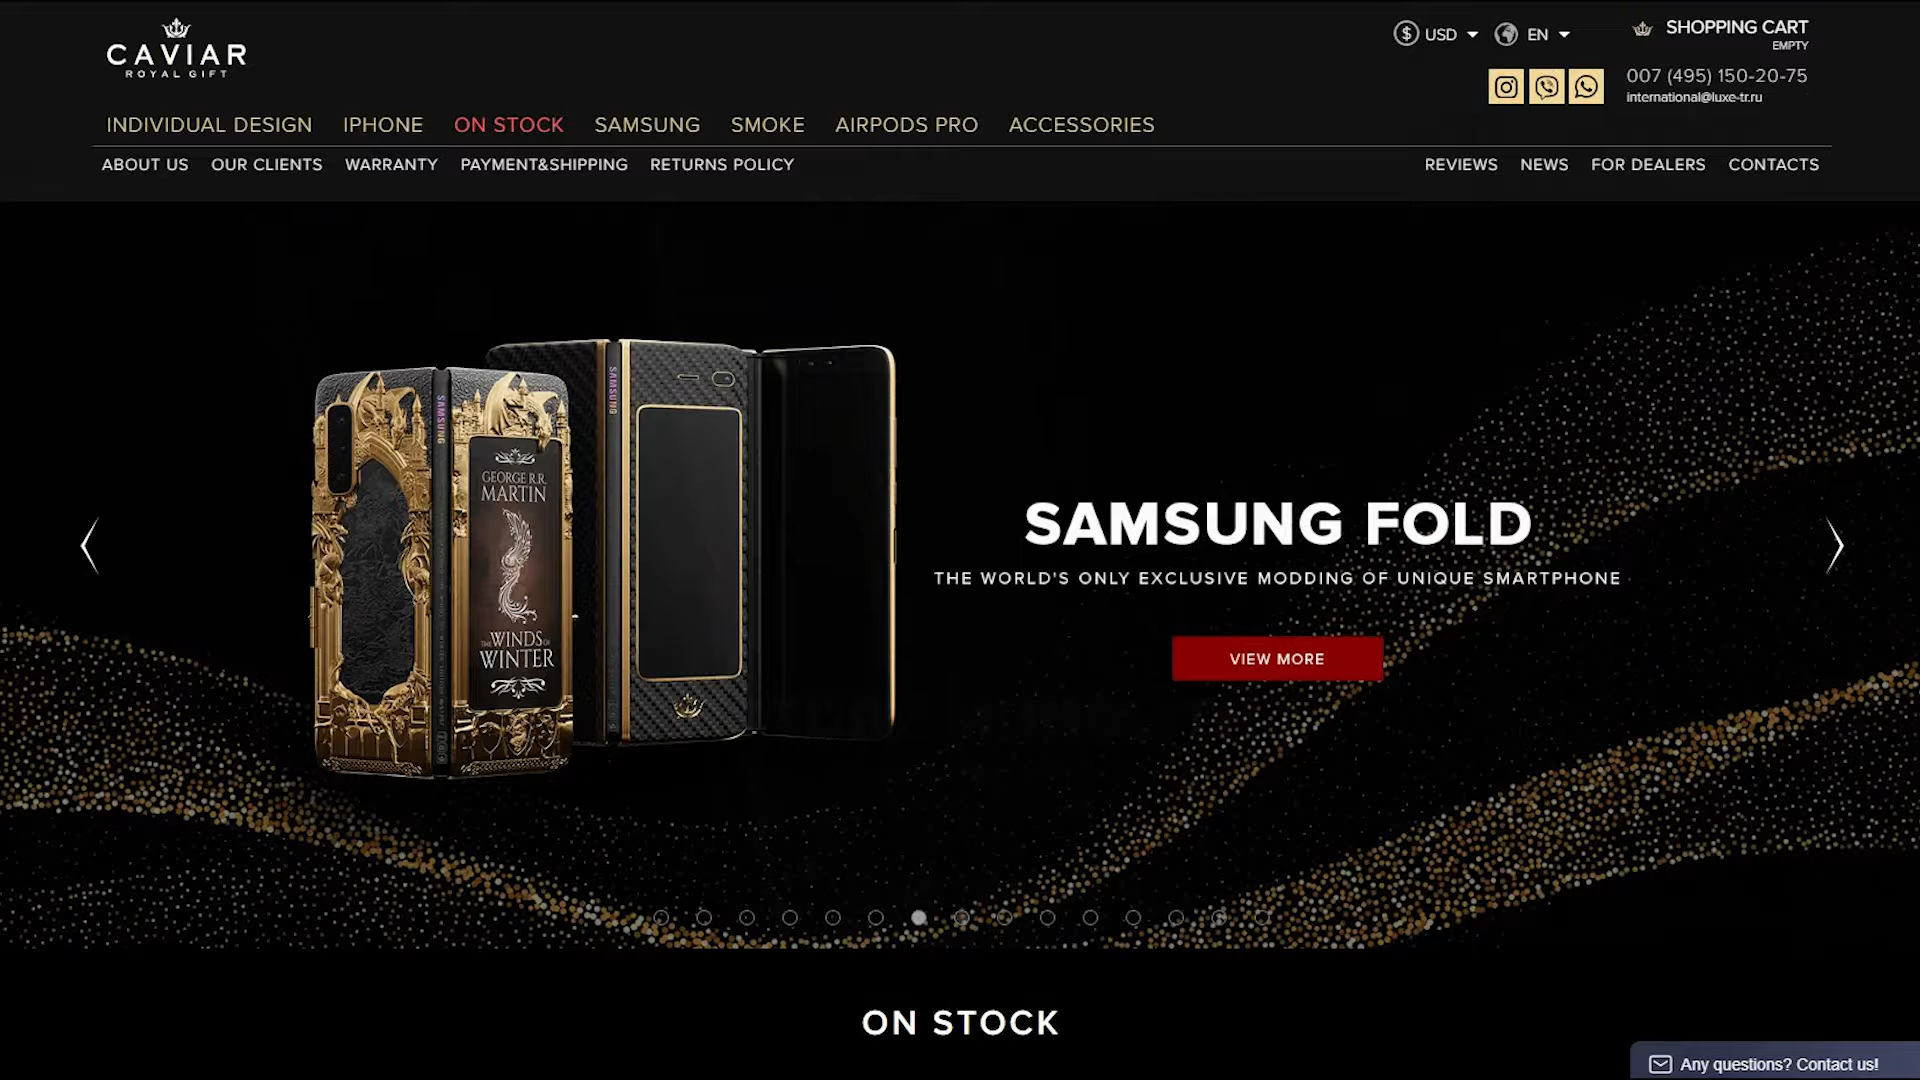 CAVIAR
ROYAL GIFT
$ USD
EN
SHOPPING CART
EMPTY
007 (495) 150-20-75
international@luxe-tr.ru
INDIVIDUAL DESIGN IPHONE ON STOCK SAMSUNG SMOKE AIRPODS PRO ACCESSORIES
ABOUT US OUR CLIENTS WARRANTY PAYMENT&SHIPPING RETURNS POLICY REVIEWS NEWS FOR DEALERS CONTACTS
SAMSUNG
SAMSUNG
GEORGE R.R.
MARTIN
THE WINDS OF
WINTER
SAMSUNG FOLD
THE WORLD'S ONLY EXCLUSIVE MODDING OF UNIQUE SMARTPHONE
VIEW MORE
ON STOCK
Any questions? Contact us!